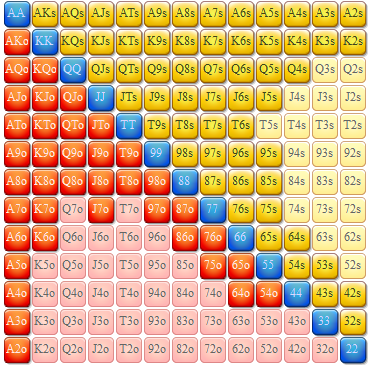 AA AKs AQs AJs ATs A9s A8s A7s A6s A5s A4s A3s A2s
AKo KK KQs KJs KTs K9s K8s K7s K6s K5s K4s K3s K2s
AQo KQo QQ QJs QTs Q9s Q8s Q7s Q6s Q5s Q4s Q3s Q2s
AJo KJo QJo JJ JTs J9s J8s J7s J6s J5s J4s J3s J2s
ATo KTo QTo JTo TT T9s T8s T7s T6s T5s T4s T3s T2s
A9o K9o Q9o J9o T9o 99 98s 97s 96s 95s 94s 93s 92s
A8o K8o Q8o J8o T8o 98o 88 87s 86s 85s 84s 83s 82s
A7o K7o Q7o J7o T7o 97o 87o 77 76s 75s 74s 73s 72s
A6o K6o Q6o J6o T6o 96o 86o 76o 66 65s 64s 63s 62s
A5o K5o Q5o J5o T5o 95o 85o 75o 65o 55 54s 53s 52s
A4o K4o Q4o J4o T4o 94o 84o 74o 64o 54o 44 43s 42s
A3o K3o Q3o J3o T3o 93o 83o 73o 63o 53o 43o 33 32s
A2o K2o Q2o J2o T2o 92o 82o 72o 62o 52o 42o 32o 22